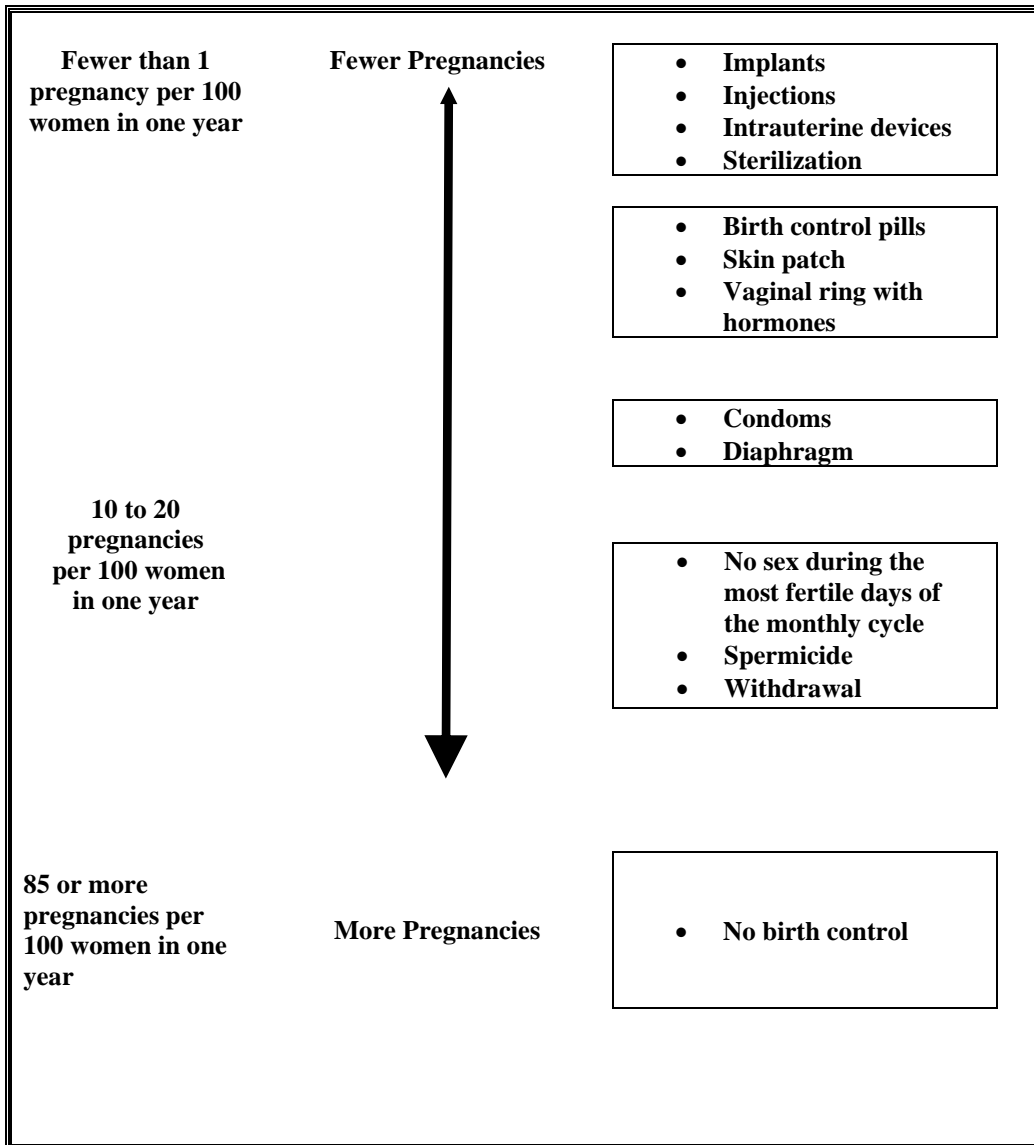 Fewer than 1
pregnancy per 100
women in one year
Fewer Pregnancies
• Implants
• Injections
• Intrauterine devices
• Sterilization
• Birth control pills
• Skin patch
• Vaginal ring with
hormones
• Condoms
• Diaphragm
10 to 20
pregnancies
per 100 women
in one year
• No sex during the
most fertile days of
the monthly cycle
• Spermicide
• Withdrawal
85 or more
pregnancies per
100 women in one
year
More Pregnancies
• No birth control